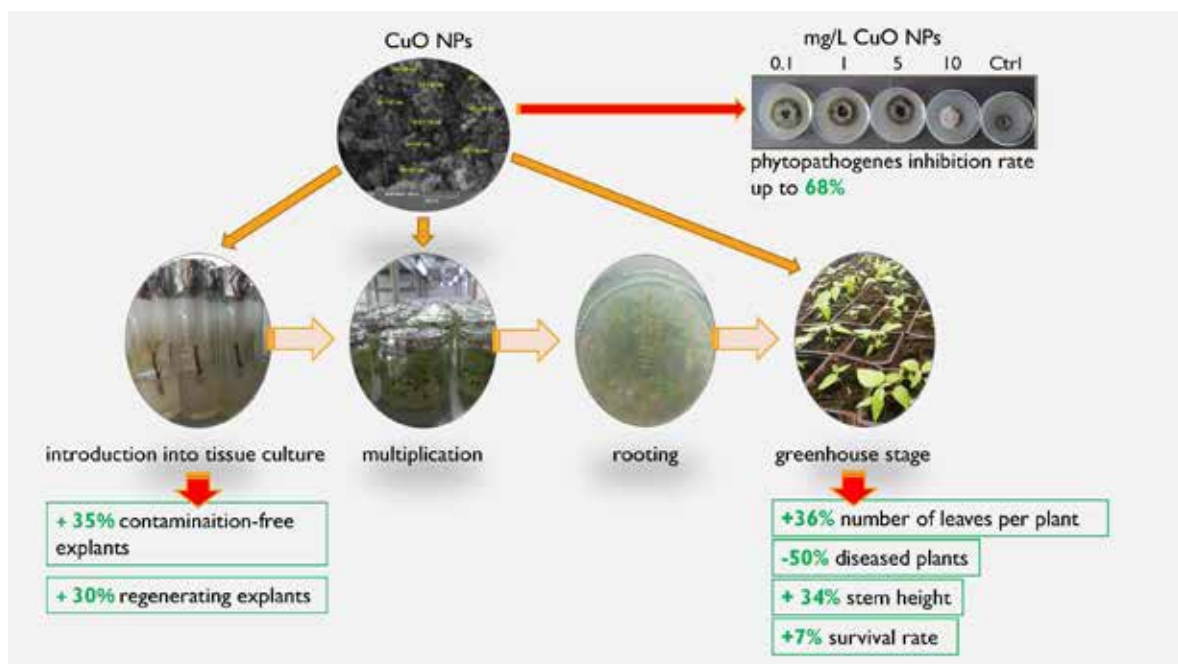 CuO NPs
mg/L CuO NPs
0.1 1 5 10 Ctrl
phytopathogenes inhibition rate
up to 68%
introduction into tissue culture
multiplication
rooting
greenhouse stage
+ 35% contaminaition-free
explants
+ 30% regenerating explants
+36% number of leaves per plant
-50% diseased plants
+ 34% stem height
+7% survival rate